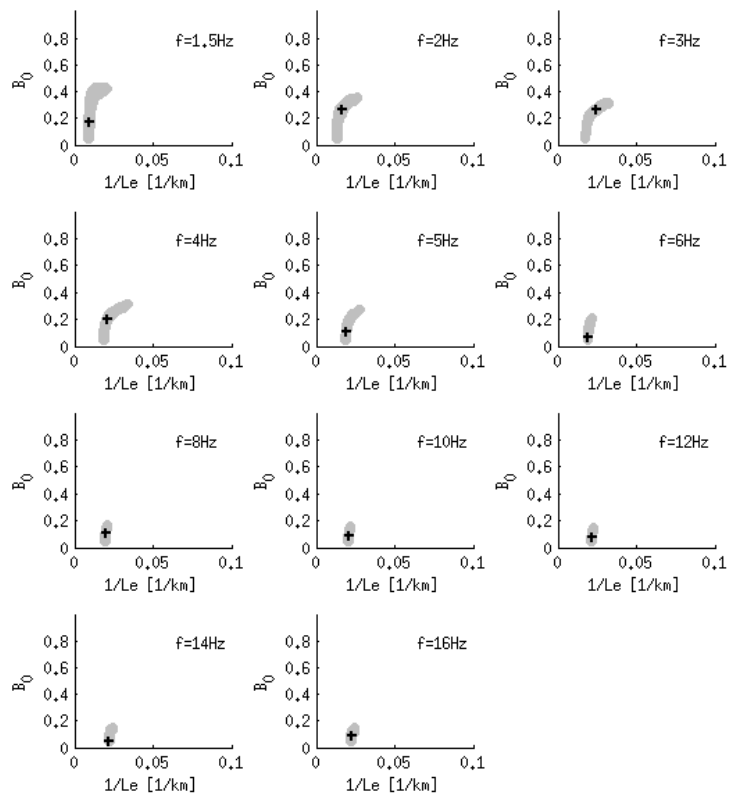 f=1.5Hz
0.8
0.6
0.4
0.2
0
B0
0 0.05 0.1
1/Le [1/km]
f=2Hz
0.8
0.6
0.4
0.2
0
B0
0 0.05 0.1
1/Le [1/km]
f=3Hz
0.8
0.6
0.4
0.2
0
B0
0 0.05 0.1
1/Le [1/km]
f=4Hz
0.8
0.6
0.4
0.2
0
B0
0 0.05 0.1
1/Le [1/km]
f=5Hz
0.8
0.6
0.4
0.2
0
B0
0 0.05 0.1
1/Le [1/km]
f=6Hz
0.8
0.6
0.4
0.2
0
B0
0 0.05 0.1
1/Le [1/km]
f=8Hz
0.8
0.6
0.4
0.2
0
B0
0 0.05 0.1
1/Le [1/km]
f=10Hz
0.8
0.6
0.4
0.2
0
B0
0 0.05 0.1
1/Le [1/km]
f=12Hz
0.8
0.6
0.4
0.2
0
B0
0 0.05 0.1
1/Le [1/km]
f=14Hz
0.8
0.6
0.4
0.2
0
B0
0 0.05 0.1
1/Le [1/km]
f=16Hz
0.8
0.6
0.4
0.2
0
B0
0 0.05 0.1
1/Le [1/km]